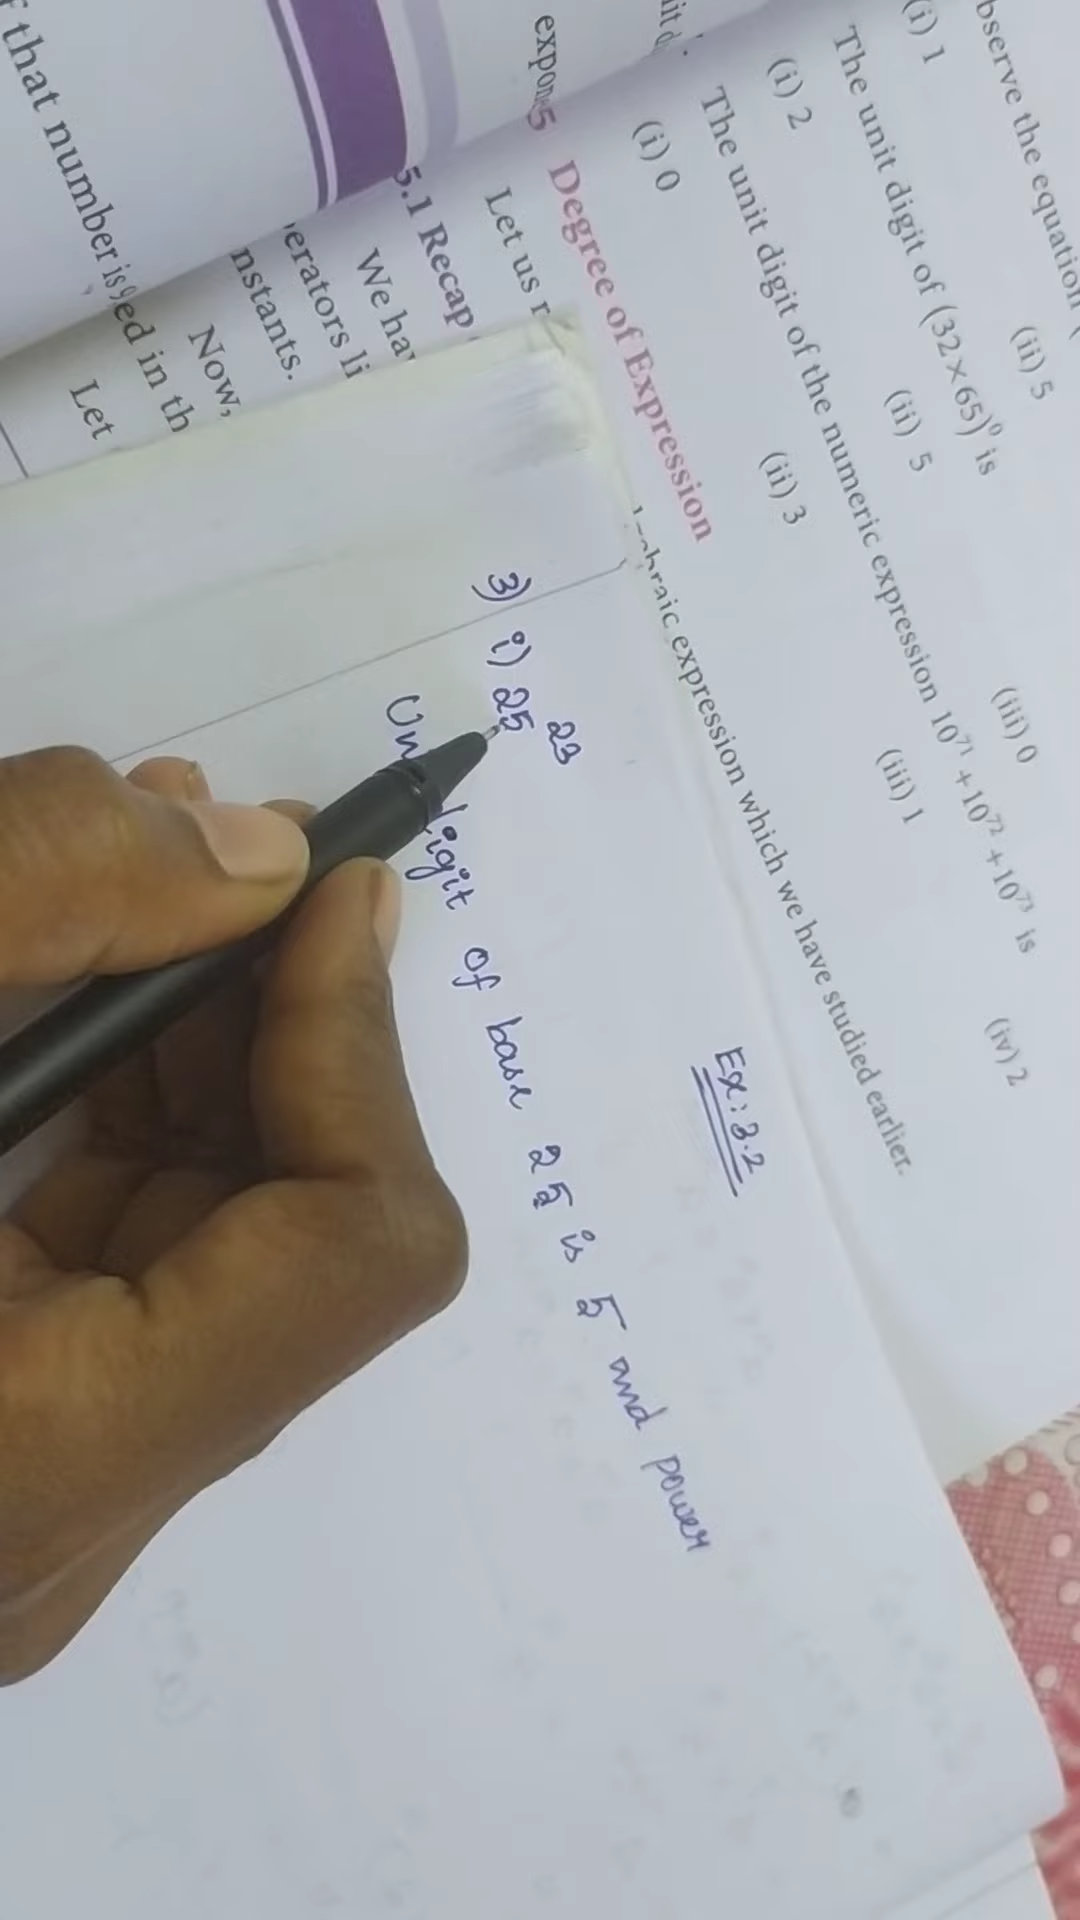 bserve the equation (
(i) 1
(ii) 5
(iii) 0
(iv) 2
The unit digit of (32×65)⁰ is
(i) 2
(ii) 5
(iii) 1
The unit digit of the numeric expression 10⁷¹ + 10⁷² + 10⁷³ is
(i) 0
(ii) 3
5 Degree of Expression
Let us r
braic expression which we have studied earlier.
5.1 Recap
We ha
erators li
nstants.
Now,
ed in th
Let
that number is
Ex: 3.2
3) i) 25²³
Un digit of base 25 is 5 and power